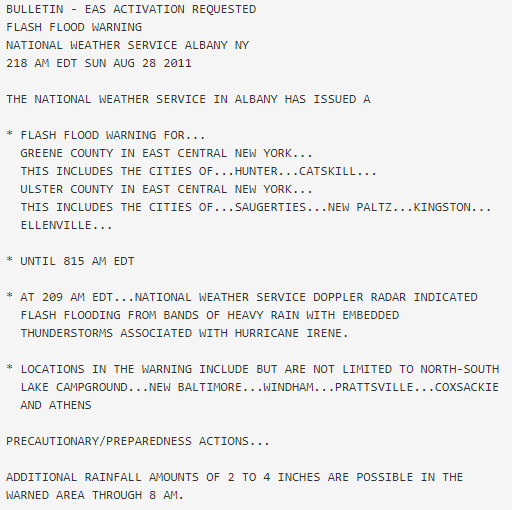 BULLETIN - EAS ACTIVATION REQUESTED
FLASH FLOOD WARNING
NATIONAL WEATHER SERVICE ALBANY NY
218 AM EDT SUN AUG 28 2011
THE NATIONAL WEATHER SERVICE IN ALBANY HAS ISSUED A
* FLASH FLOOD WARNING FOR...
GREENE COUNTY IN EAST CENTRAL NEW YORK...
THIS INCLUDES THE CITIES OF...HUNTER...CATSKILL...
ULSTER COUNTY IN EAST CENTRAL NEW YORK...
THIS INCLUDES THE CITIES OF...SAUGERTIES...NEW PALTZ...KINGSTON...
ELLENVILLE...
* UNTIL 815 AM EDT
* AT 209 AM EDT...NATIONAL WEATHER SERVICE DOPPLER RADAR INDICATED
FLASH FLOODING FROM BANDS OF HEAVY RAIN WITH EMBEDDED
THUNDERSTORMS ASSOCIATED WITH HURRICANE IRENE.
* LOCATIONS IN THE WARNING INCLUDE BUT ARE NOT LIMITED TO NORTH-SOUTH
LAKE CAMPGROUND...NEW BALTIMORE...WINDHAM...PRATTSVILLE...COXSACKIE
AND ATHENS
PRECAUTIONARY/PREPAREDNESS ACTIONS...
ADDITIONAL RAINFALL AMOUNTS OF 2 TO 4 INCHES ARE POSSIBLE IN THE
WARNED AREA THROUGH 8 AM.